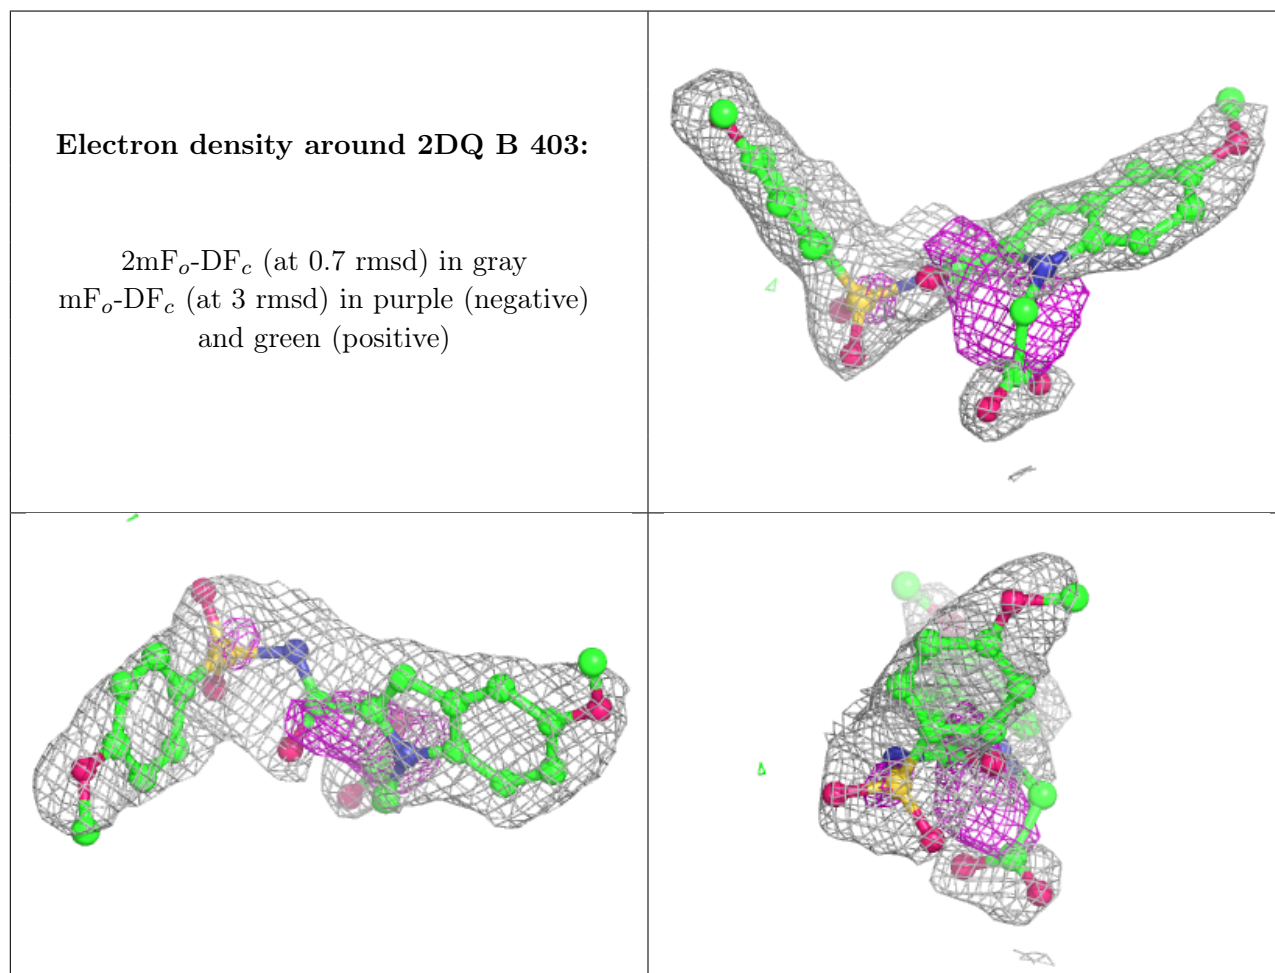 Electron density around 2DQ B 403:
2mFo-DFc (at 0.7 rmsd) in gray
mFo-DFc (at 3 rmsd) in purple (negative)
and green (positive)